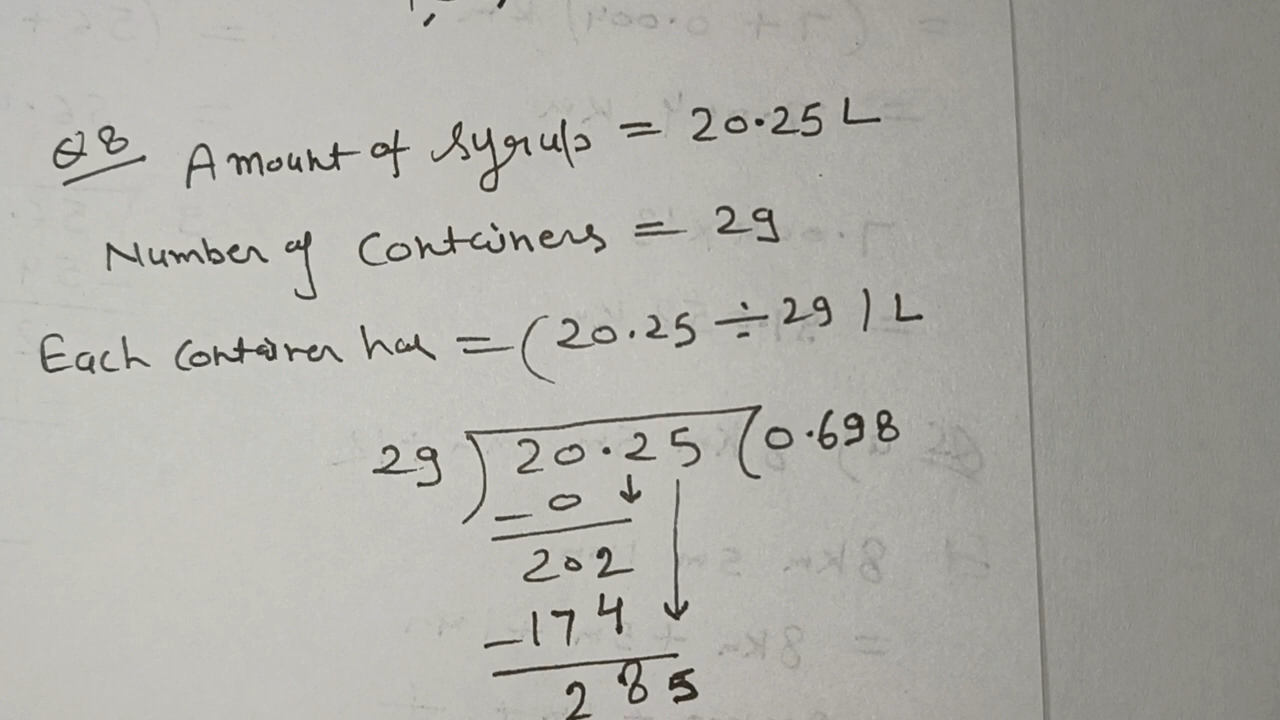 Q8 Amount of Syrup = 20.25 L
Number of Containers = 29
Each container has = (20.25 ÷ 29) L
29) 20.25 (0.698
- 0
202
-174
285